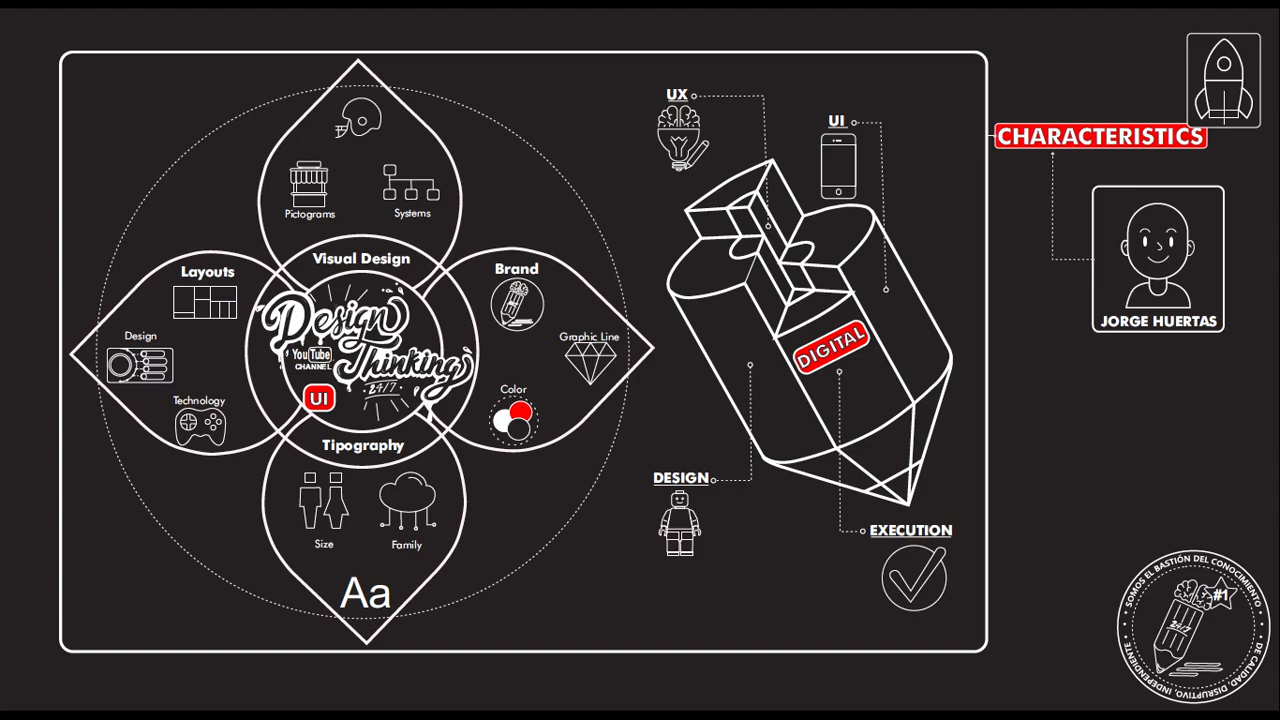 CHARACTERISTICS
JORGE HUERTAS
UX
UI
DIGITAL
DESIGN
EXECUTION
Pictograms
Systems
Visual Design
Layouts
Design
Technology
Brand
Graphic Line
Color
Design
Thinking
YouTube
CHANNEL
24/7
UI
Tipography
Size
Family
Aa
SOMOS EL BASTIÓN DEL CONOCIMIENTO
DE CALIDAD, DISRUPTIVO, INDEPENDIENTE
#1
24/7